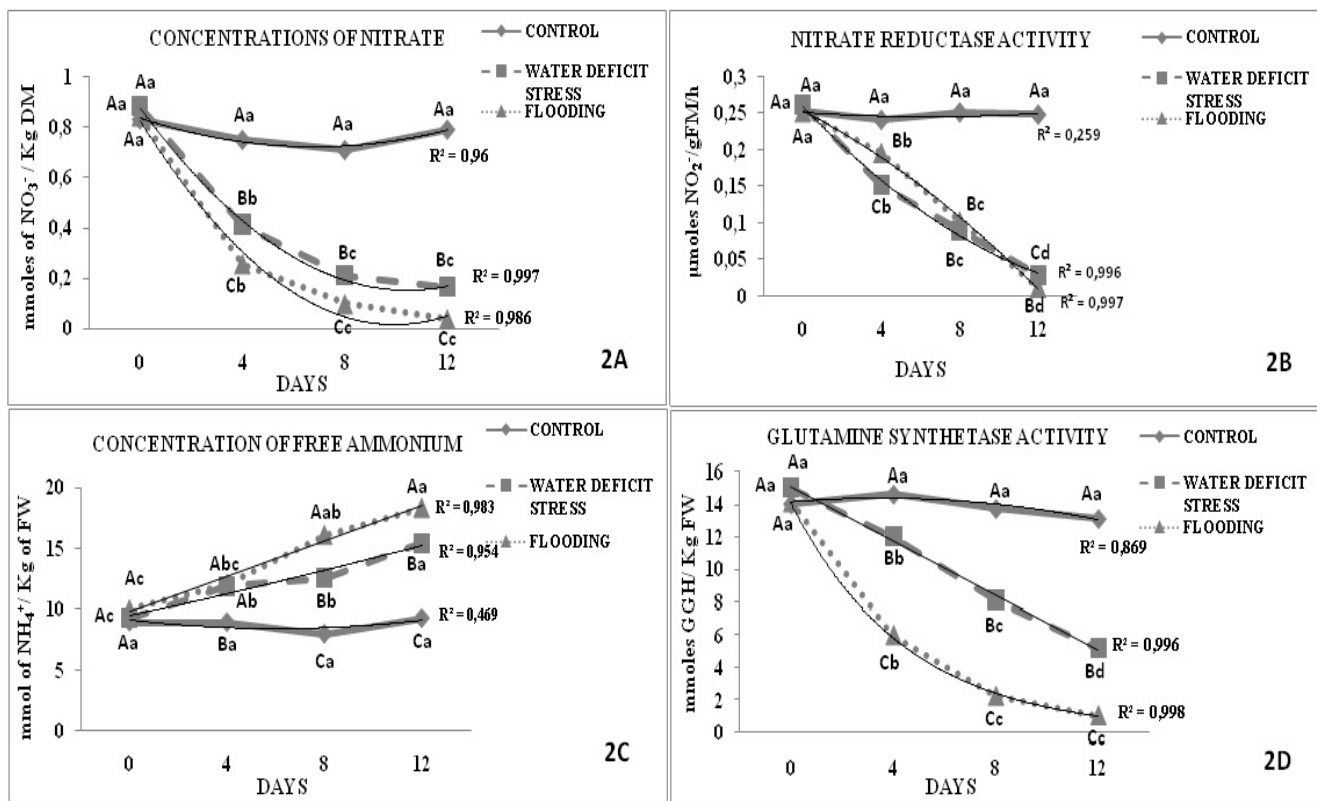 CONCENTRATIONS OF NITRATE
CONTROL
WATER DEFICIT
STRESS
FLOODING
mmoles of NO₃⁻ / Kg DM
1
0,8
0,6
0,4
0,2
0
Aa
Aa
Aa
Aa
Aa
Aa
R² = 0,96
Bb
Cb
Bc
Cc
Bc
Cc
R² = 0,997
R² = 0,986
0 4 8 12
DAYS
2A
NITRATE REDUCTASE ACTIVITY
CONTROL
WATER DEFICIT
STRESS
FLOODING
µmoles NO₂⁻/gFM/h
0,3
0,25
0,2
0,15
0,1
0,05
0
Aa
Aa
Aa
Aa
Aa
Aa
R² = 0,259
Bb
Cb
Bc
Bc
Cd
Bd
R² = 0,996
R² = 0,997
0 4 8 12
DAYS
2B
CONCENTRATION OF FREE AMMONIUM
CONTROL
WATER DEFICIT
STRESS
FLOODING
mmol of NH₄⁺/ Kg of FW
20
15
10
5
0
Ac
Ac
Aa
Abc
Ab
Ba
Aab
Bb
Ca
Aa
Ba
Ca
R² = 0,983
R² = 0,954
R² = 0,469
0 4 8 12
DAYS
2C
GLUTAMINE SYNTHETASE ACTIVITY
CONTROL
WATER DEFICIT
STRESS
FLOODING
mmoles GGH/ Kg FW
16
14
12
10
8
6
4
2
0
Aa
Aa
Aa
Aa
Aa
Aa
R² = 0,869
Bb
Cb
Bc
Cc
Bd
Cc
R² = 0,996
R² = 0,998
0 4 8 12
DAYS
2D